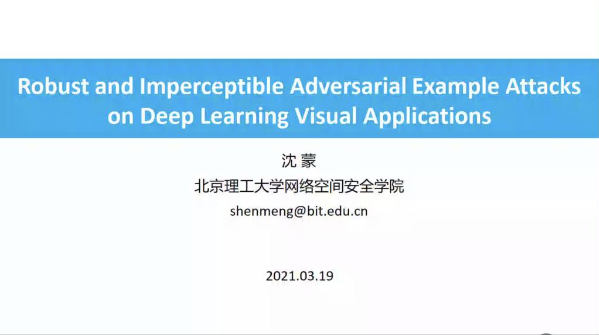 Robust and Imperceptible Adversarial Example Attacks
on Deep Learning Visual Applications
沈 蒙
北京理工大学网络空间安全学院
shenmeng@bit.edu.cn
2021.03.19